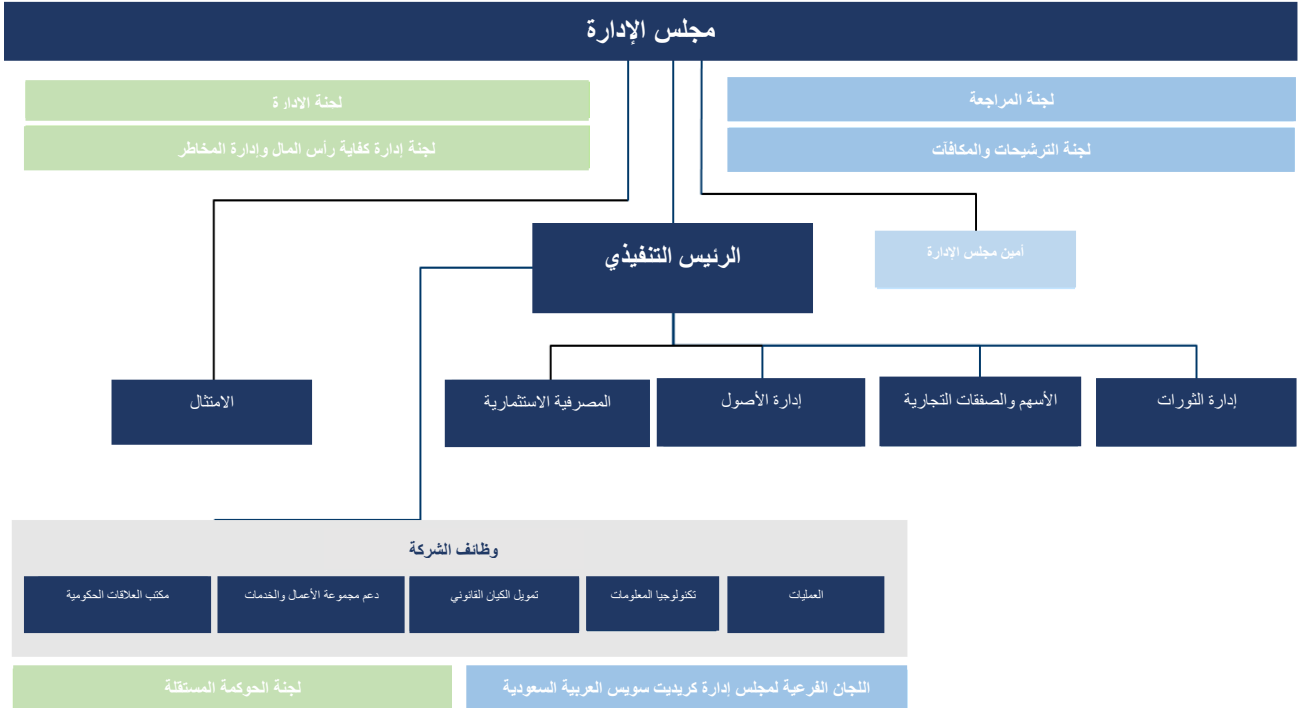 مجلس الإدارة
لجنة المراجعة
لحنة الادارة
لجنة الترشيحات والمكافآت
لجنة إدارة كفاية رأس المال وإدارة المخاطر
الرئيس التنفيذي
أمين مجلس الإدارة
إدارة الثورات
الأسهم والصفقات التجارية
إدارة الأصول
المصرفية الاستثمارية
الامتثال
وظائف الشركة
العمليات
تكنولوجيا المعلومات
تمويل الكيان القانوني
دعم مجموعة الأعمال والخدمات
مكتب العلاقات الحكومية
اللجان الفرعية لمجلس إدارة كريديت سويس العربية السعودية
لجنة الحوكمة المستقلة